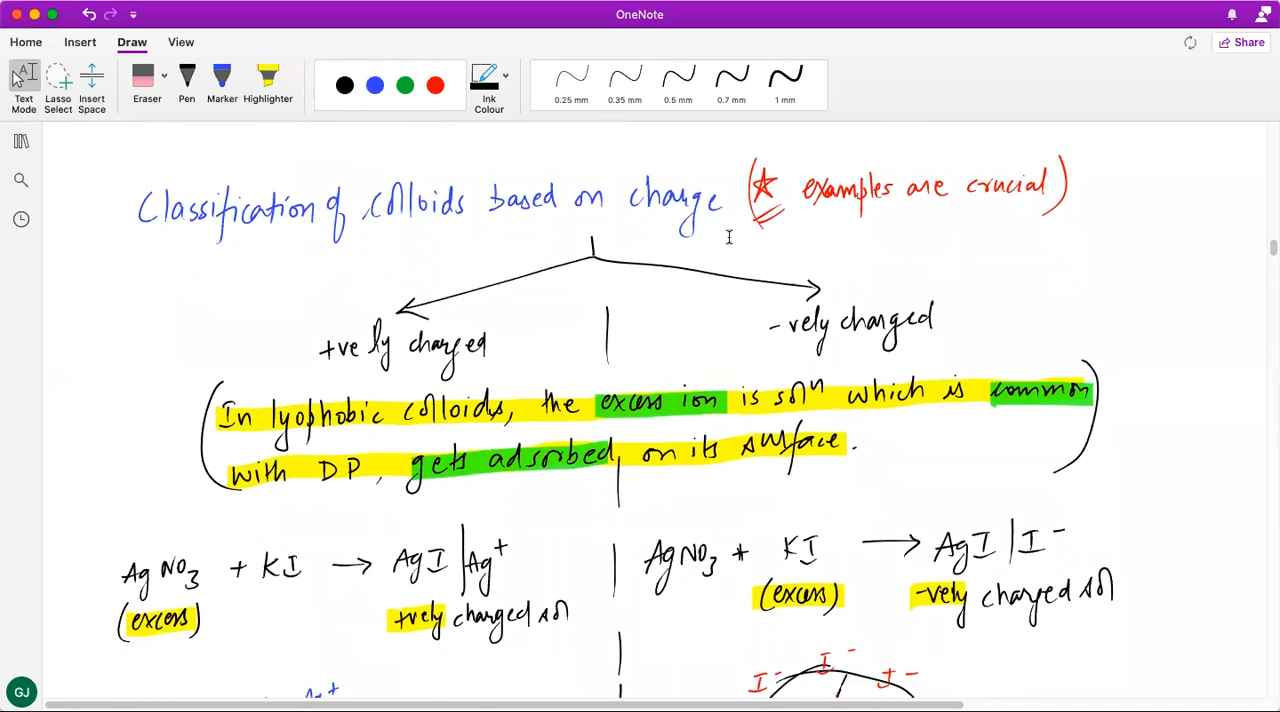 OneNote
Home Insert Draw View
Share
Text Mode
Lasso Select
Insert Space
Eraser
Pen
Marker
Highlighter
Ink Colour
0.25 mm 0.35 mm 0.5 mm 0.7 mm 1 mm
Classification of colloids based on charge (★ examples are crucial)
+vely charged
-vely charged
(In lyophobic colloids, the excess ion is solⁿ which is common
with DP, gets adsorbed, on its surface.)
AgNO₃ + KI → AgI|Ag⁺
AgNO₃ + KI → AgI|I⁻
(excess) +vely charged sol
(excess) -vely charged sol
I⁻ I⁻ I⁻
Ag⁺
GJ